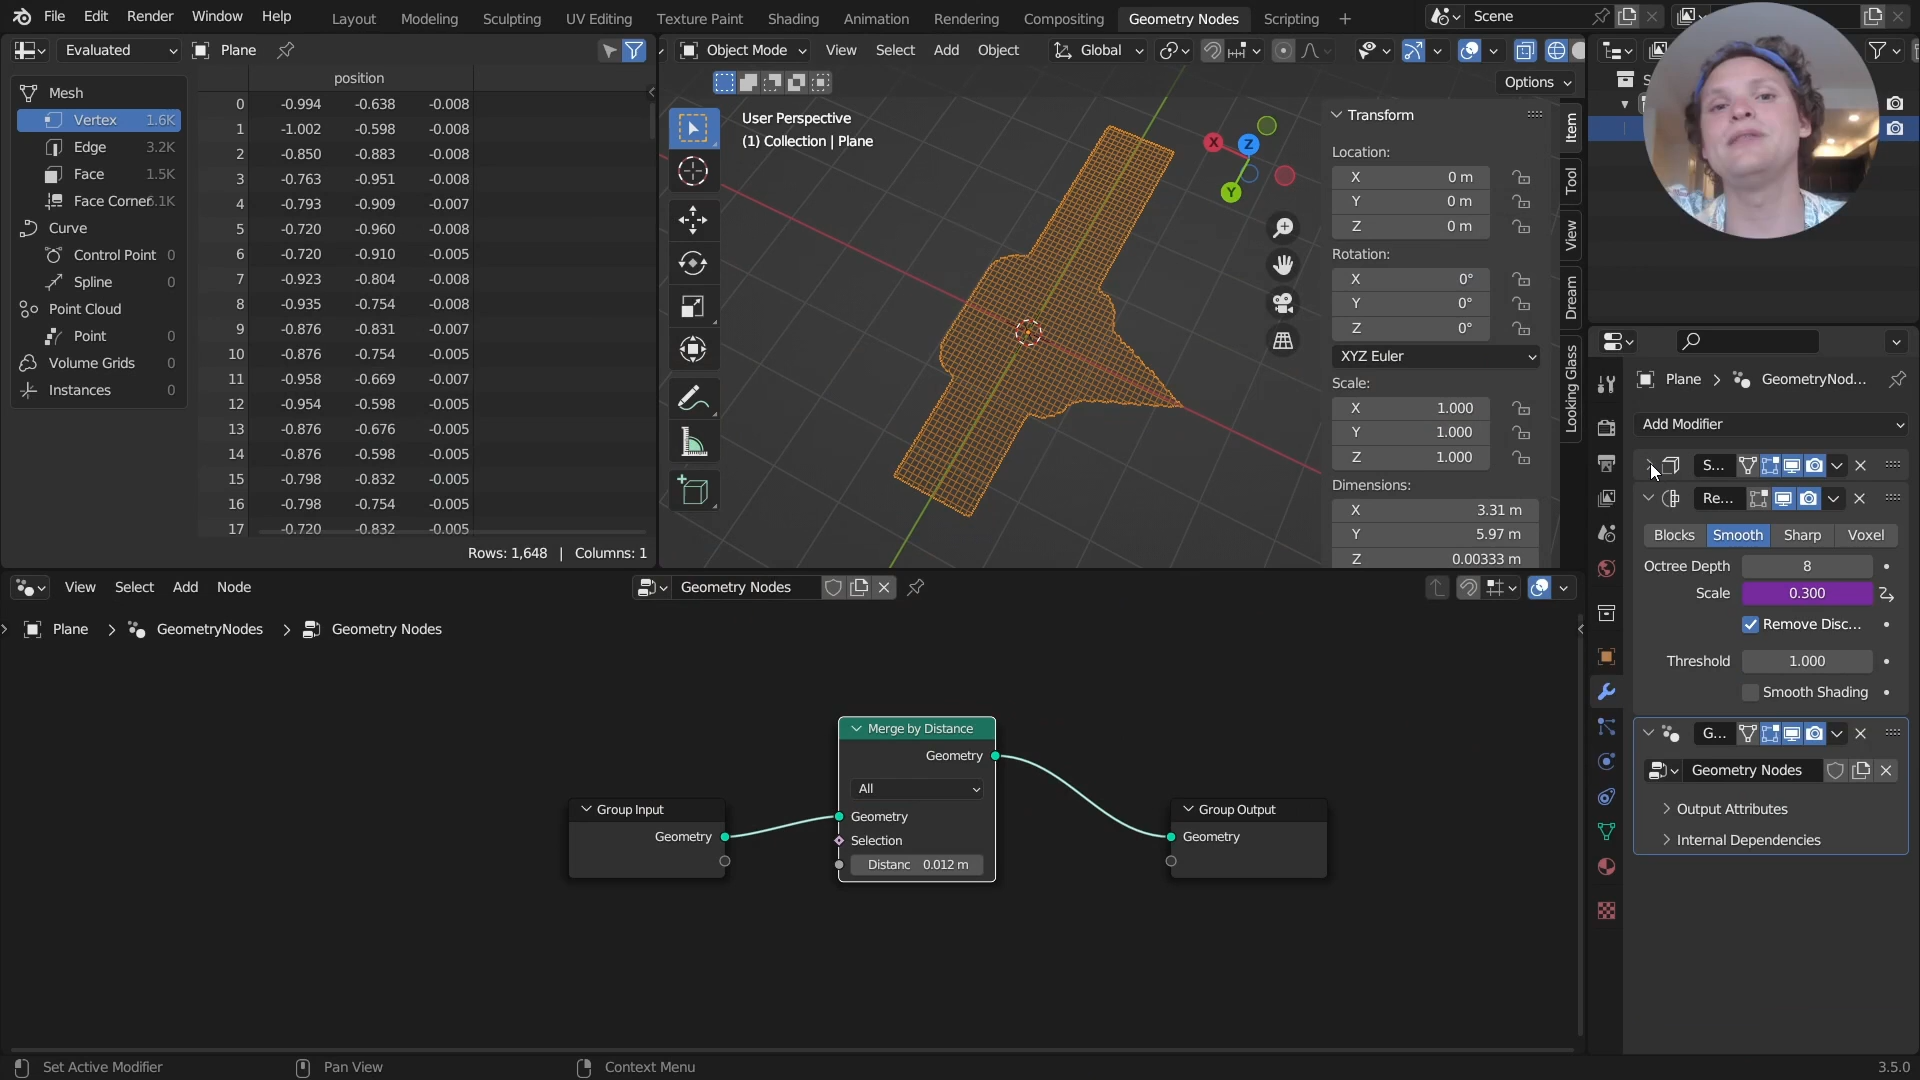 File Edit Render Window Help Layout Modeling Sculpting UV Editing Texture Paint Shading Animation Rendering Compositing Geometry Nodes Scripting + Scene
Evaluated Plane
position
Mesh
Vertex 1.6K
Edge 3.2K
Face 1.5K
Face Corner
Curve
Control Point 0
Spline 0
Point Cloud
Point 0
Volume Grids 0
Instances 0
0 -0.994 -0.638 -0.008
1 -1.002 -0.598 -0.008
2 -0.850 -0.883 -0.008
3 -0.763 -0.951 -0.008
4 -0.793 -0.909 -0.007
5 -0.720 -0.960 -0.008
6 -0.720 -0.910 -0.005
7 -0.923 -0.804 -0.008
8 -0.935 -0.754 -0.008
9 -0.876 -0.831 -0.007
10 -0.876 -0.754 -0.005
11 -0.958 -0.669 -0.007
12 -0.954 -0.598 -0.005
13 -0.876 -0.676 -0.005
14 -0.876 -0.598 -0.005
15 -0.798 -0.832 -0.005
16 -0.798 -0.754 -0.005
17 -0.720 -0.832 -0.005
Rows: 1,648 | Columns: 1
Object Mode View Select Add Object Global
Options
User Perspective
(1) Collection | Plane
X
Z
Y
Transform
Location:
X 0 m
Y 0 m
Z 0 m
Rotation:
X 0°
Y 0°
Z 0°
XYZ Euler
Scale:
X 1.000
Y 1.000
Z 1.000
Dimensions:
X 3.31 m
Y 5.97 m
Z 0.00333 m
Item
Tool
View
Dream
Looking Glass
Plane > GeometryNod...
Add Modifier
S...
Re...
Blocks Smooth Sharp Voxel
Octree Depth 8
Scale 0.300
Remove Disc...
Threshold 1.000
Smooth Shading
G...
Geometry Nodes
Output Attributes
Internal Dependencies
View Select Add Node Geometry Nodes
Plane > GeometryNodes > Geometry Nodes
Group Input
Geometry
Merge by Distance
Geometry
All
Geometry
Selection
Distanc 0.012 m
Group Output
Geometry
Set Active Modifier Pan View Context Menu 3.5.0